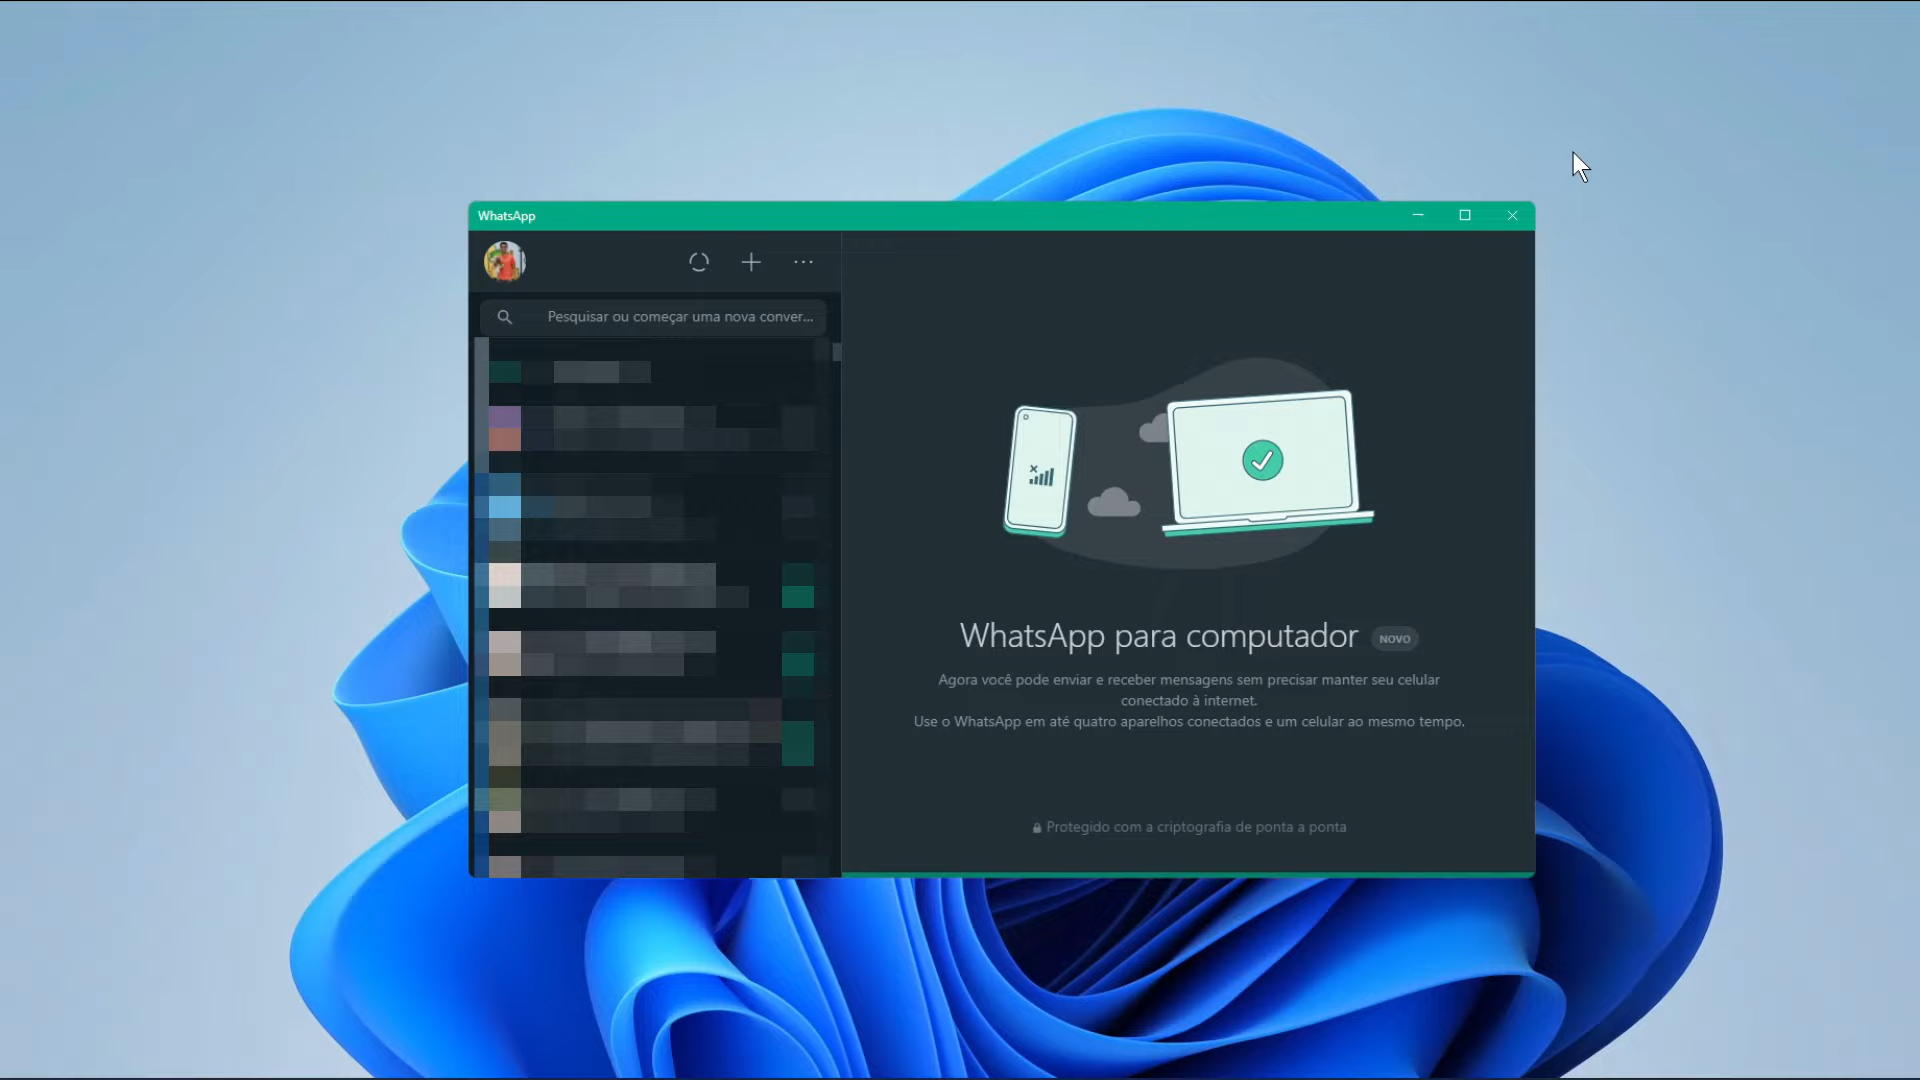 WhatsApp
Pesquisar ou começar uma nova conver...
WhatsApp para computador NOVO
Agora você pode enviar e receber mensagens sem precisar manter seu celular
conectado à internet.
Use o WhatsApp em até quatro aparelhos conectados e um celular ao mesmo tempo.
Protegido com a criptografia de ponta a ponta